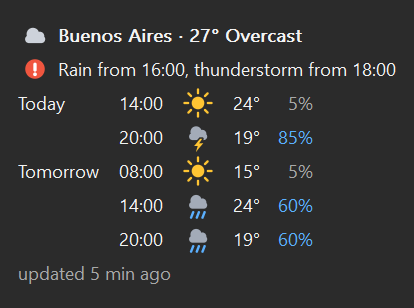 Buenos Aires · 27° Overcast
Rain from 16:00, thunderstorm from 18:00
Today 14:00 24° 5%
20:00 19° 85%
Tomorrow 08:00 15° 5%
14:00 24° 60%
20:00 19° 60%
updated 5 min ago